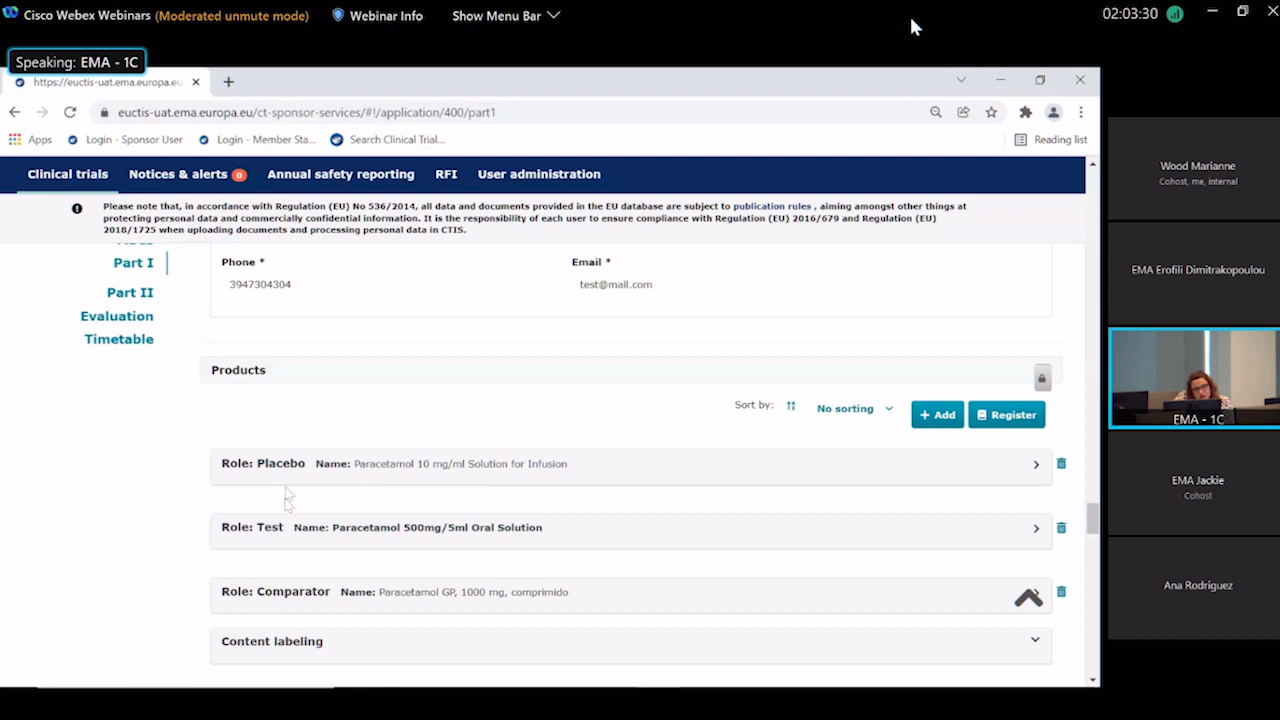 Cisco Webex Webinars (Moderated unmute mode) Webinar Info Show Menu Bar 02:03:30
Speaking: EMA - 1C
https://euctis-uat.ema.europa.eu
euctis-uat.ema.europa.eu/ct-sponsor-services/#!/application/400/part1
Apps Login - Sponsor User Login - Member Sta... Search Clinical Trial... Reading list
Clinical trials Notices & alerts 0 Annual safety reporting RFI User administration
Please note that, in accordance with Regulation (EU) No 536/2014, all data and documents provided in the EU database are subject to publication rules , aiming amongst other things at
protecting personal data and commercially confidential information. It is the responsibility of each user to ensure compliance with Regulation (EU) 2016/679 and Regulation (EU)
2018/1725 when uploading documents and processing personal data in CTIS.
Part I
Part II
Evaluation
Timetable
Phone * Email *
3947304304 test@mail.com
Products
Sort by: No sorting + Add Register
Role: Placebo Name: Paracetamol 10 mg/ml Solution for Infusion
Role: Test Name: Paracetamol 500mg/5ml Oral Solution
Role: Comparator Name: Paracetamol GP, 1000 mg, comprimido
Content labeling
Wood Marianne
Cohost, me, internal
EMA Erofili Dimitrakopoulou
EMA - 1C
EMA Jackie
Cohost
Ana Rodriguez